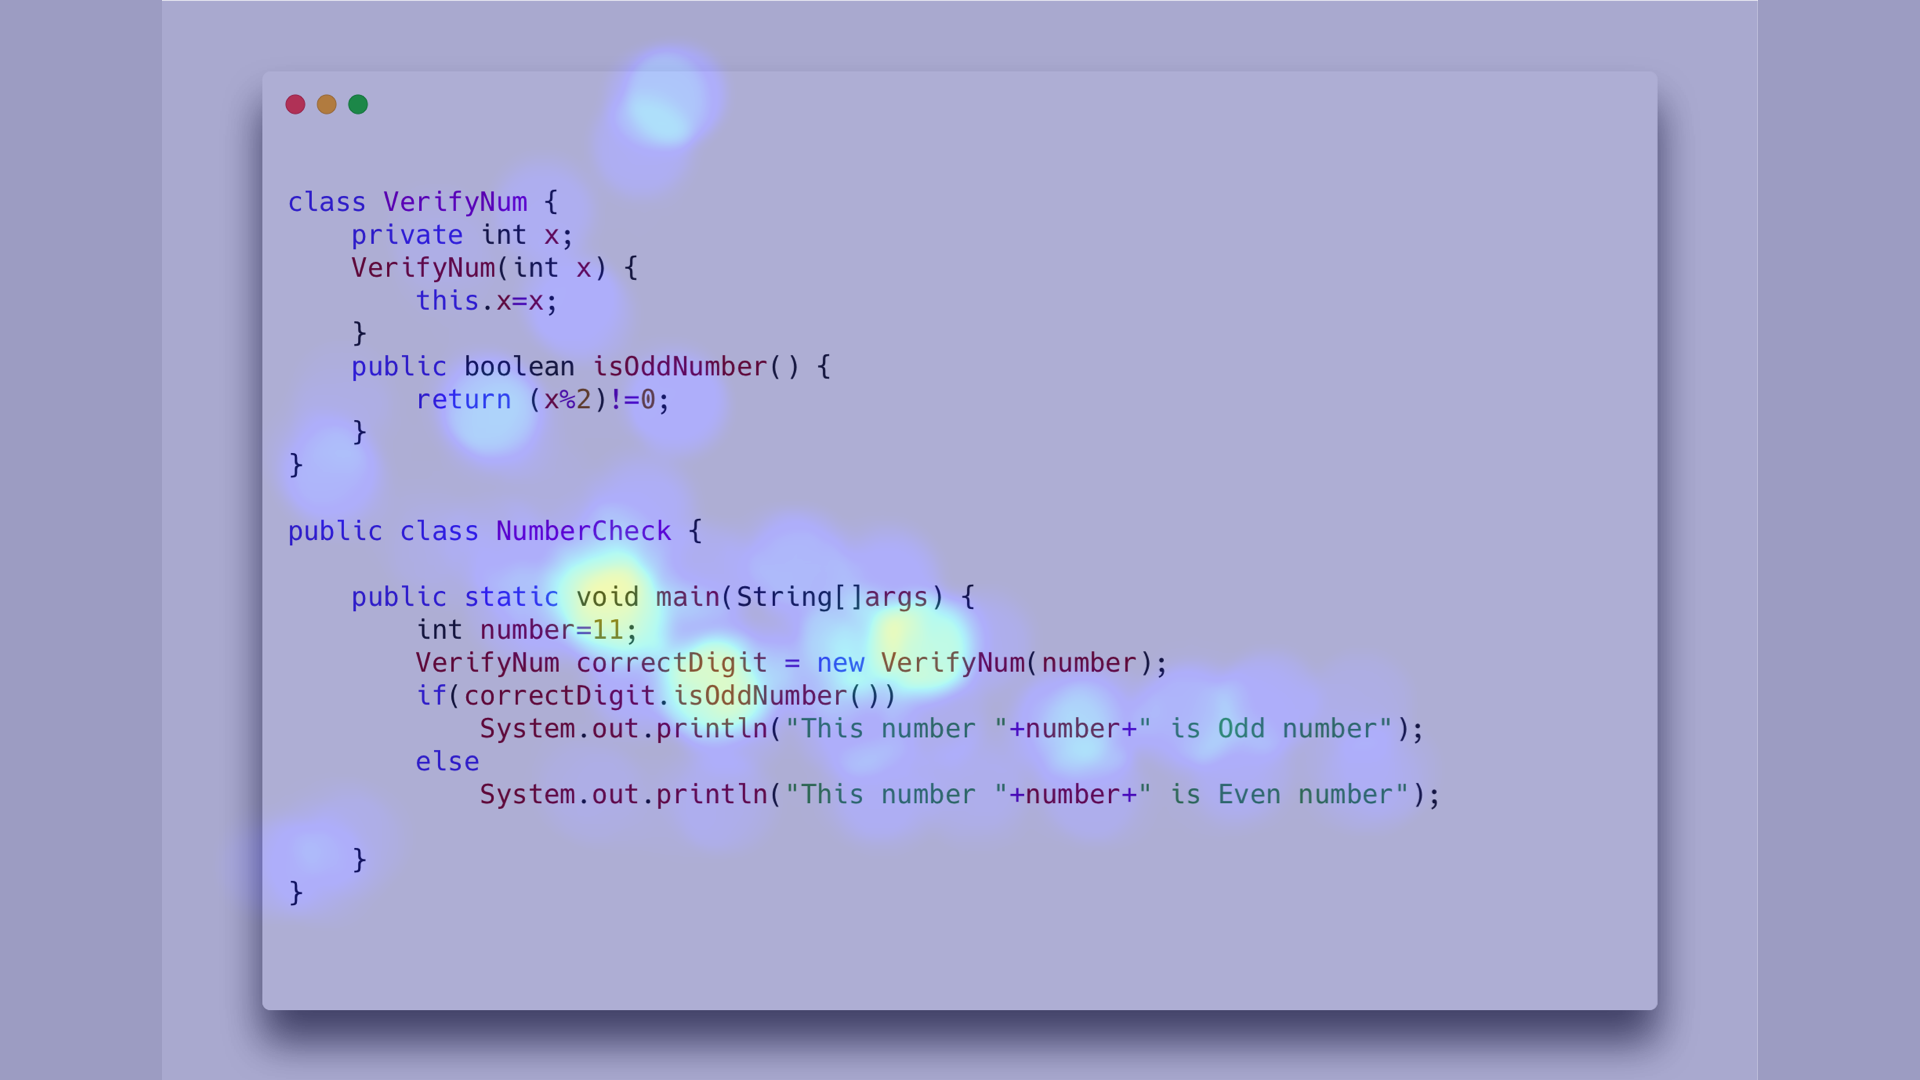 class VerifyNum {
    private int x;
    VerifyNum(int x) {
        this.x=x;
    }
    public boolean isOddNumber() {
        return (x%2)!=0;
    }
}
public class NumberCheck {
    public static void main(String[]args) {
        int number=11;
        VerifyNum correctDigit = new VerifyNum(number);
        if(correctDigit.isOddNumber())
            System.out.println("This number "+number+" is Odd number");
        else
            System.out.println("This number "+number+" is Even number");
    }
}